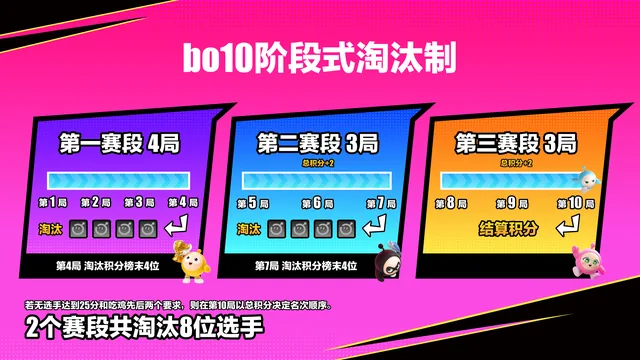 bo10阶段式淘汰制
第一赛段 4局
第1局 第2局 第3局 第4局
淘汰
第4局 淘汰积分榜末4位
第二赛段 3局
总积分÷2
第5局 第6局 第7局
淘汰
第7局 淘汰积分榜末4位
第三赛段 3局
总积分÷2
第8局 第9局 第10局
结算积分
若无选手达到25分和吃鸡先后两个要求，则在第10局以总积分决定名次顺序。
2个赛段共淘汰8位选手